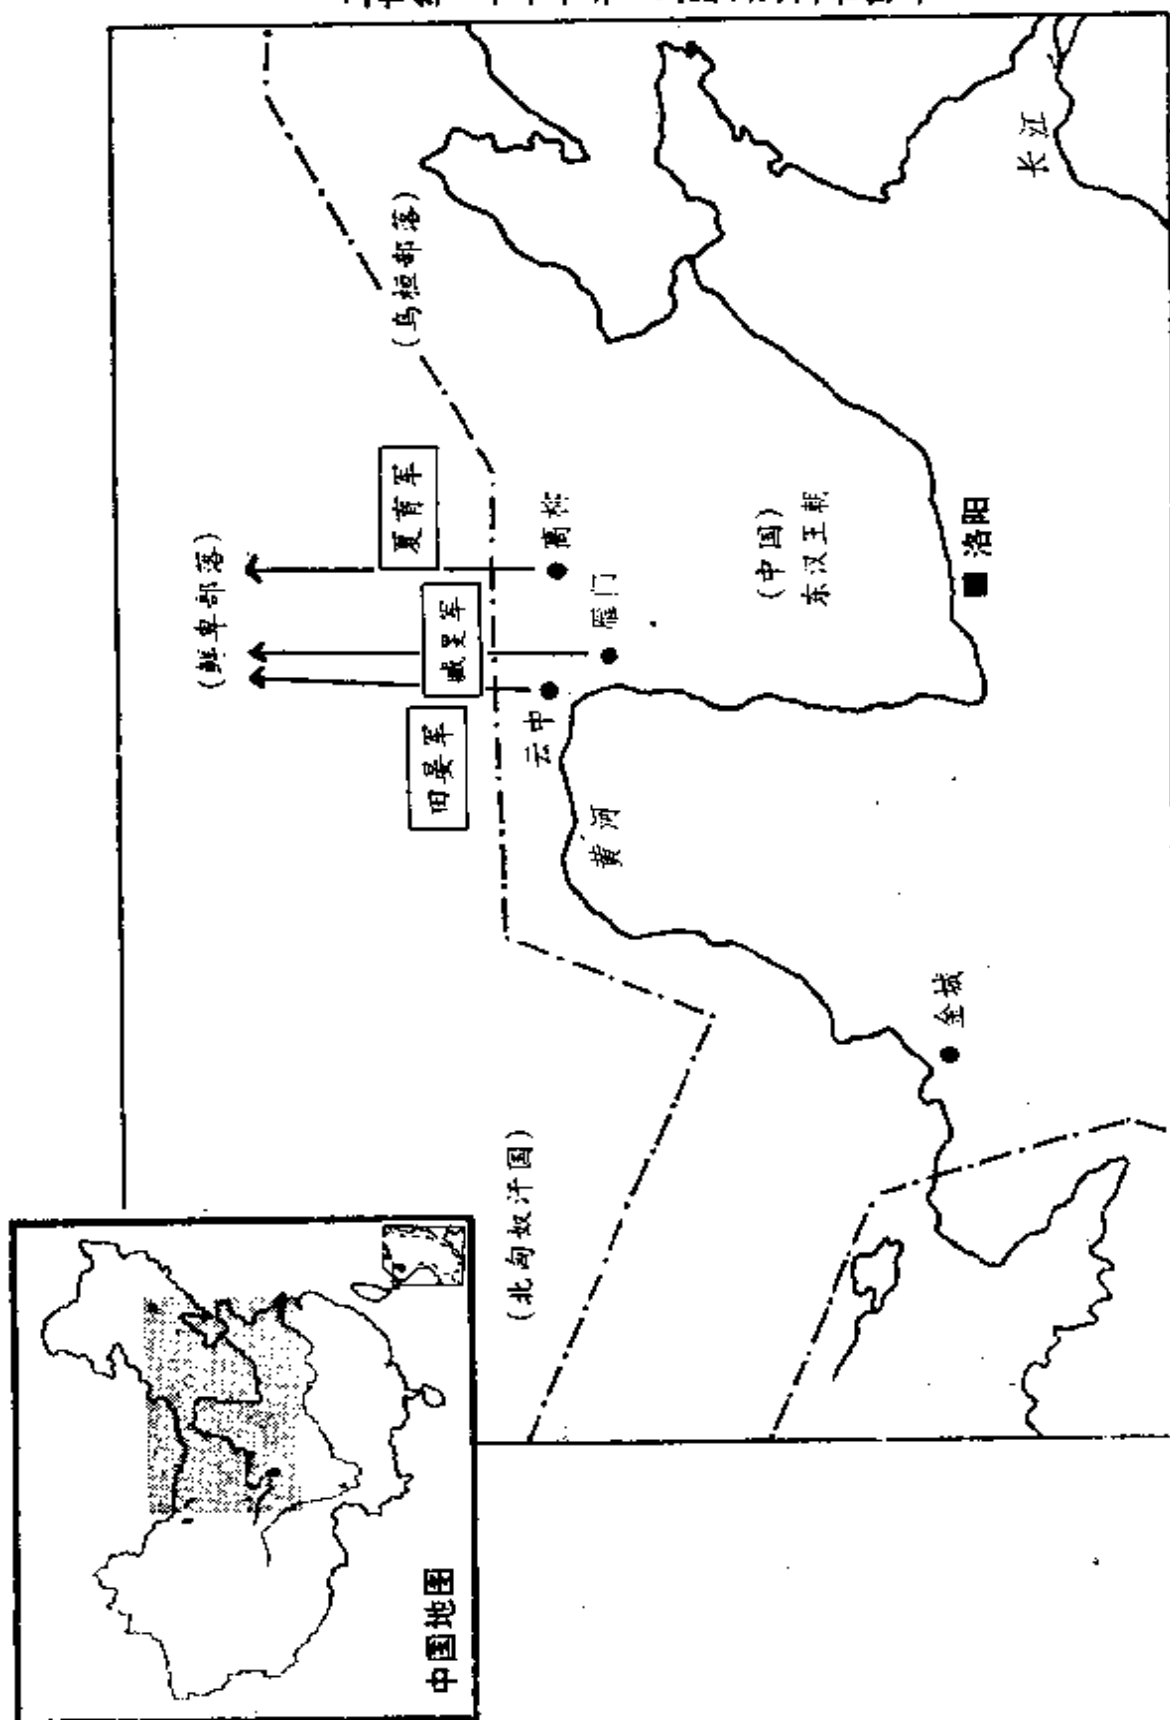 中国地图
(鲜卑部落)
(乌桓部落)
夏育军
臧旻军
田晏军
高柳
雁门
云中
黄河
(中国)
东汉王朝
洛阳
长江
金城
(北匈奴汗国)